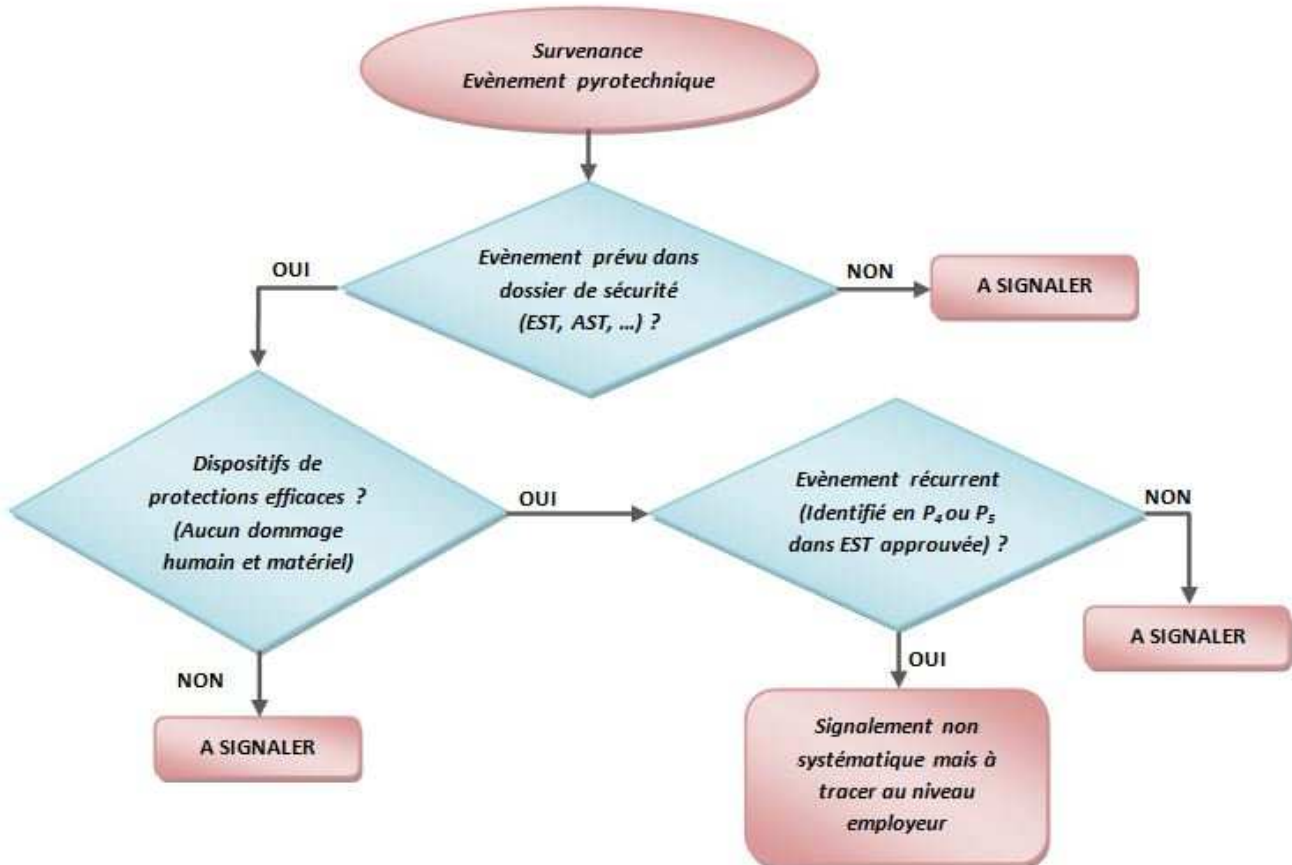 Survenance
Evènement pyrotechnique
Evènement prévu dans
dossier de sécurité
(EST, AST, ...) ?
OUI
NON
A SIGNALER
Dispositifs de
protections efficaces ?
(Aucun dommage
humain et matériel)
OUI
Evènement récurrent
(Identifié en P₄ ou P₅
dans EST approuvée) ?
NON
A SIGNALER
NON
A SIGNALER
OUI
Signalement non
systématique mais à
tracer au niveau
employeur